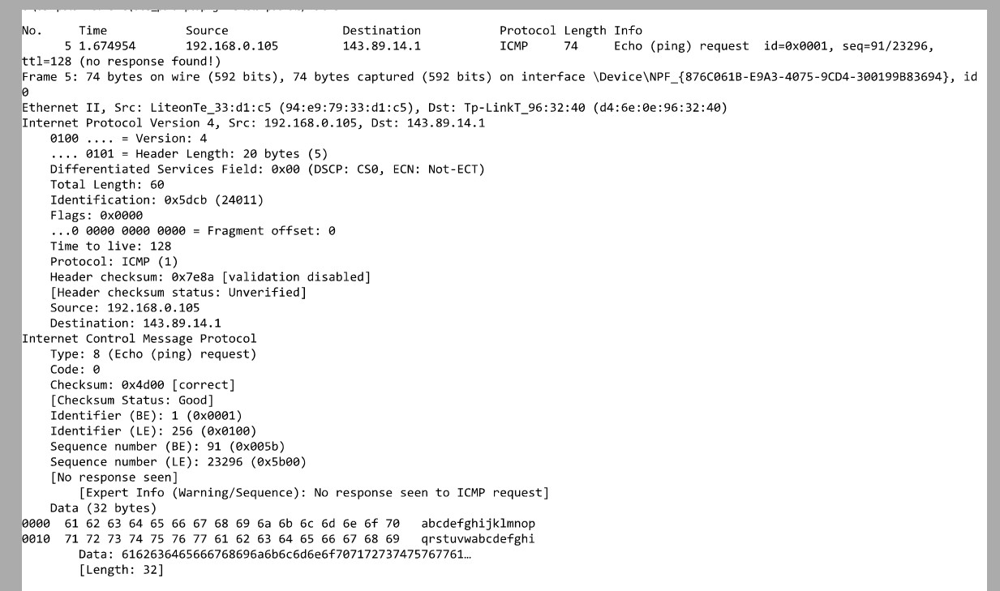 No. Time Source Destination Protocol Length Info
5 1.674954 192.168.0.105 143.89.14.1 ICMP 74 Echo (ping) request id=0x0001, seq=91/23296,
ttl=128 (no response found!)
Frame 5: 74 bytes on wire (592 bits), 74 bytes captured (592 bits) on interface \Device\NPF_{876C061B-E9A3-4075-9CD4-300199B83694}, id
0
Ethernet II, Src: LiteonTe_33:d1:c5 (94:e9:79:33:d1:c5), Dst: Tp-LinkT_96:32:40 (d4:6e:0e:96:32:40)
Internet Protocol Version 4, Src: 192.168.0.105, Dst: 143.89.14.1
0100 .... = Version: 4
.... 0101 = Header Length: 20 bytes (5)
Differentiated Services Field: 0x00 (DSCP: CS0, ECN: Not-ECT)
Total Length: 60
Identification: 0x5dcb (24011)
Flags: 0x0000
...0 0000 0000 0000 = Fragment offset: 0
Time to live: 128
Protocol: ICMP (1)
Header checksum: 0x7e8a [validation disabled]
[Header checksum status: Unverified]
Source: 192.168.0.105
Destination: 143.89.14.1
Internet Control Message Protocol
Type: 8 (Echo (ping) request)
Code: 0
Checksum: 0x4d00 [correct]
[Checksum Status: Good]
Identifier (BE): 1 (0x0001)
Identifier (LE): 256 (0x0100)
Sequence number (BE): 91 (0x005b)
Sequence number (LE): 23296 (0x5b00)
[No response seen]
[Expert Info (Warning/Sequence): No response seen to ICMP request]
Data (32 bytes)
0000 61 62 63 64 65 66 67 68 69 6a 6b 6c 6d 6e 6f 70 abcdefghijklmnop
0010 71 72 73 74 75 76 77 61 62 63 64 65 66 67 68 69 qrstuvwabcdefghi
Data: 6162636465666768696a6b6c6d6e6f707172737475767761…
[Length: 32]